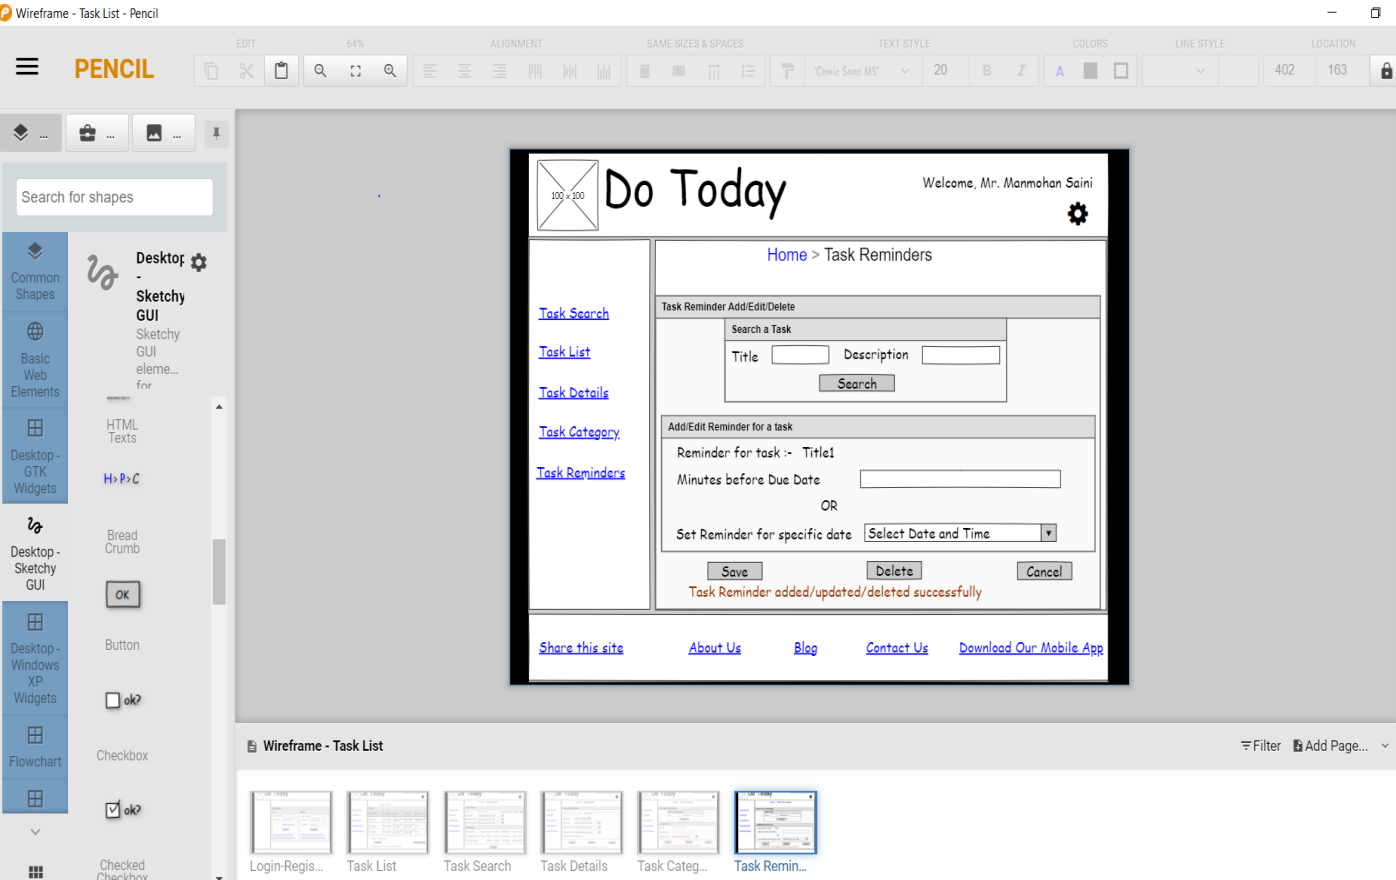 Wireframe - Task List - Pencil
PENCIL
EDIT
64%
ALIGNMENT
SAME SIZES & SPACES
TEXT STYLE
COLORS
LINE STYLE
LOCATION
"Comic Sans MS"
20
B
I
A
402
163
...
...
...
Search for shapes
Common
Shapes
Basic
Web
Elements
Desktop -
GTK
Widgets
Desktop -
Sketchy
GUI
Desktop -
Windows
XP
Widgets
Flowchart
Desktop
-
Sketchy
GUI
Sketchy
GUI
eleme...
for
HTML
Texts
H>P>C
Bread
Crumb
OK
Button
ok?
Checkbox
ok?
Checked
Checkbox
100 x 100
Do Today
Welcome, Mr. Manmohan Saini
Task Search
Task List
Task Details
Task Category
Task Reminders
Home > Task Reminders
Task Reminder Add/Edit/Delete
Search a Task
Title
Description
Search
Add/Edit Reminder for a task
Reminder for task :- Title1
Minutes before Due Date
OR
Set Reminder for specific date
Select Date and Time
Save
Delete
Cancel
Task Reminder added/updated/deleted successfully
Share this site
About Us
Blog
Contact Us
Download Our Mobile App
Wireframe - Task List
Filter
Add Page...
Login-Regis...
Task List
Task Search
Task Details
Task Categ...
Task Remin...